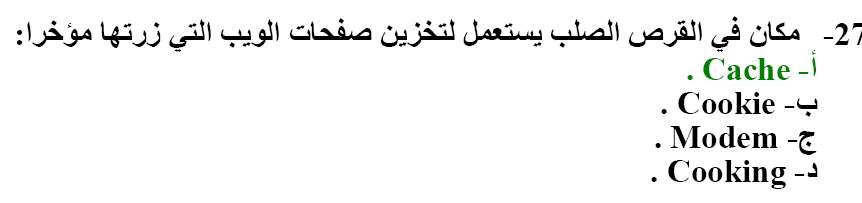 27- مكان في القرص الصلب يستعمل لتخزين صفحات الويب التي زرتها مؤخرا:
أ- Cache .
ب- Cookie .
ج- Modem .
د- Cooking .